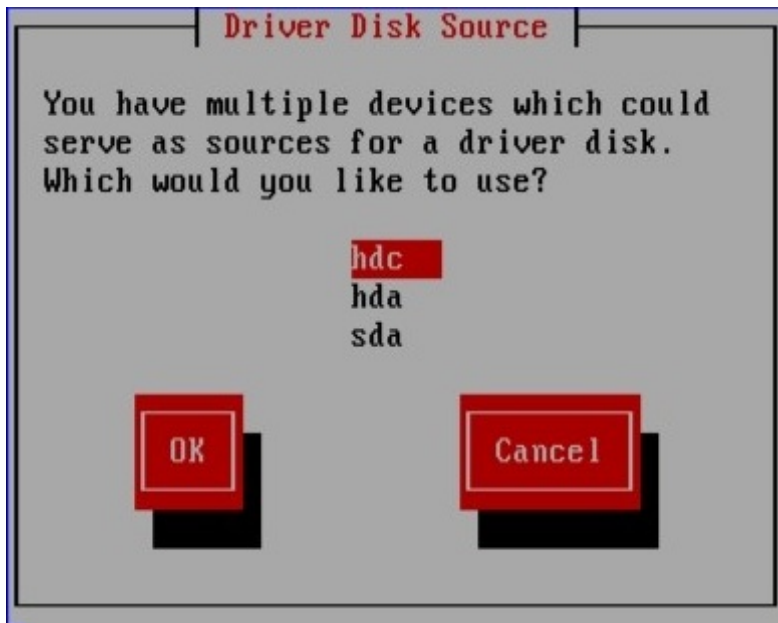 Driver Disk Source
You have multiple devices which could
serve as sources for a driver disk.
Which would you like to use?
hdc
hda
sda
OK
Cancel